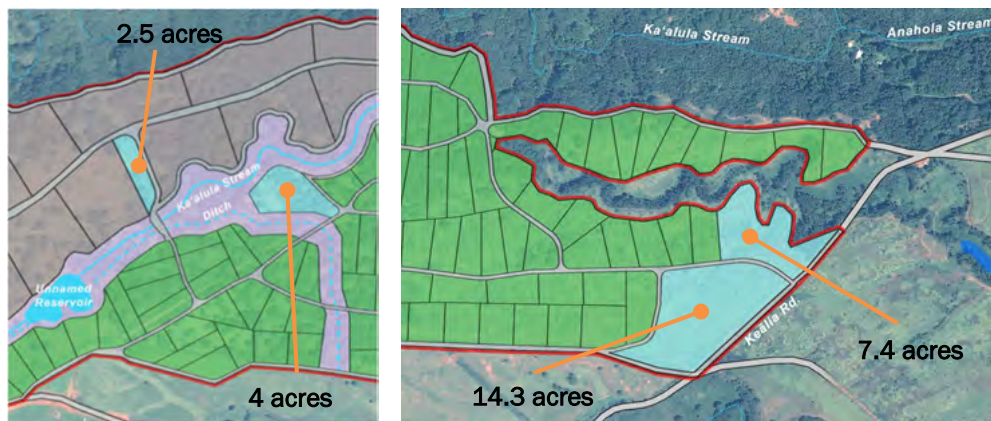 2.5 acres
Ka'alula Stream
Ditch
Unnamed
Reservoir
4 acres
Ka'alula Stream
Anahola Stream
Kealia Rd.
7.4 acres
14.3 acres